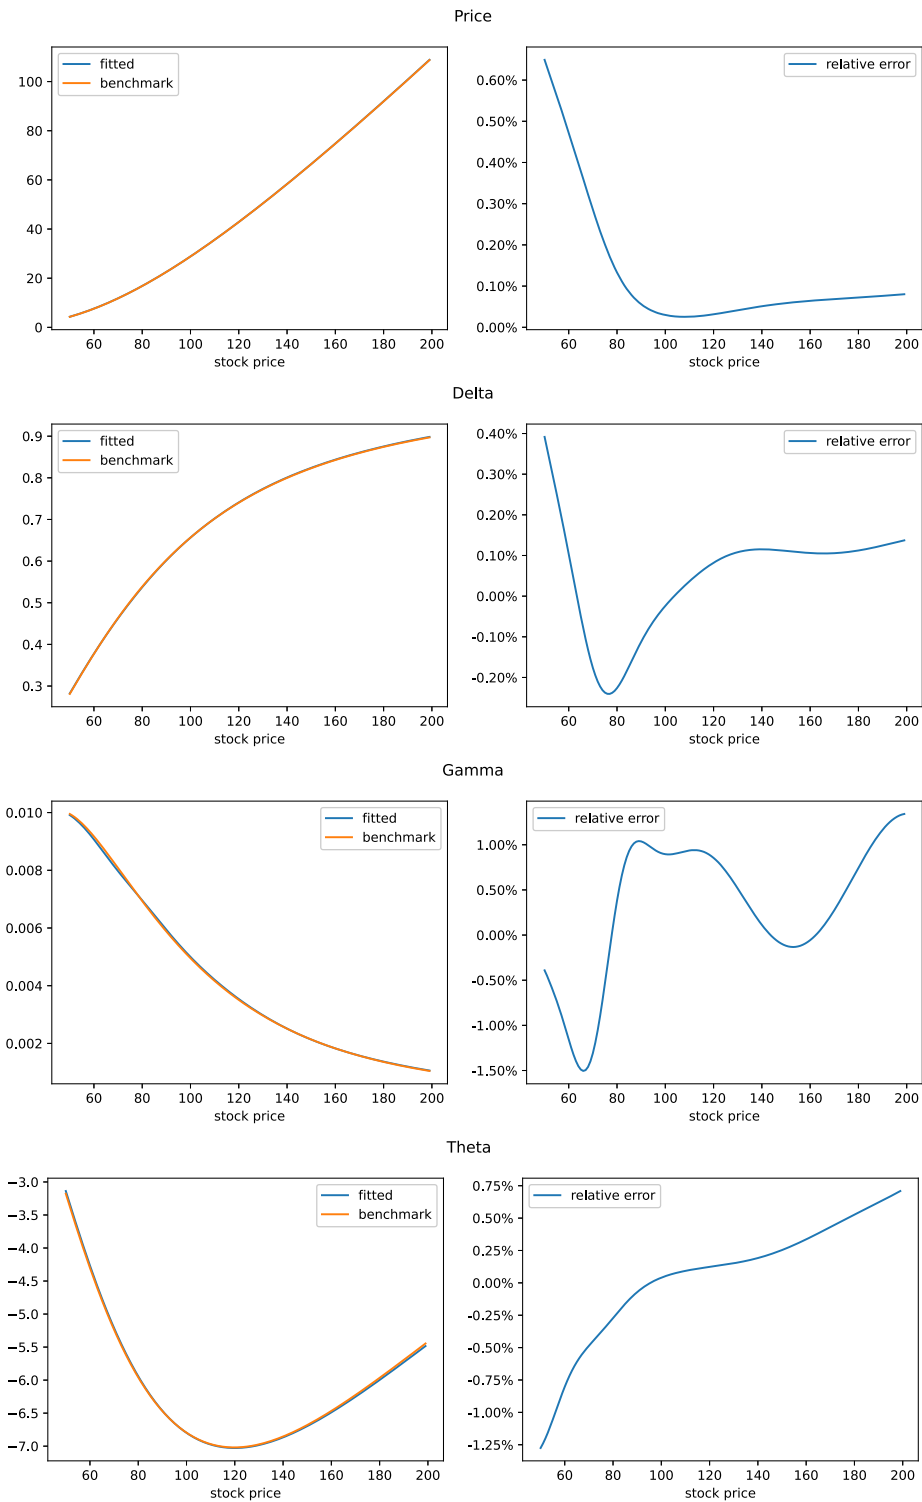 Price
fitted
benchmark
100
80
60
40
20
0
60 80 100 120 140 160 180 200
stock price
relative error
0.60%
0.50%
0.40%
0.30%
0.20%
0.10%
0.00%
60 80 100 120 140 160 180 200
stock price
Delta
fitted
benchmark
0.9
0.8
0.7
0.6
0.5
0.4
0.3
60 80 100 120 140 160 180 200
stock price
relative error
0.40%
0.30%
0.20%
0.10%
0.00%
-0.10%
-0.20%
60 80 100 120 140 160 180 200
stock price
Gamma
fitted
benchmark
0.010
0.008
0.006
0.004
0.002
60 80 100 120 140 160 180 200
stock price
relative error
1.00%
0.50%
0.00%
-0.50%
-1.00%
-1.50%
60 80 100 120 140 160 180 200
stock price
Theta
fitted
benchmark
−3.0
−3.5
−4.0
−4.5
−5.0
−5.5
−6.0
−6.5
−7.0
60 80 100 120 140 160 180 200
stock price
relative error
0.75%
0.50%
0.25%
0.00%
-0.25%
-0.50%
-0.75%
-1.00%
-1.25%
60 80 100 120 140 160 180 200
stock price